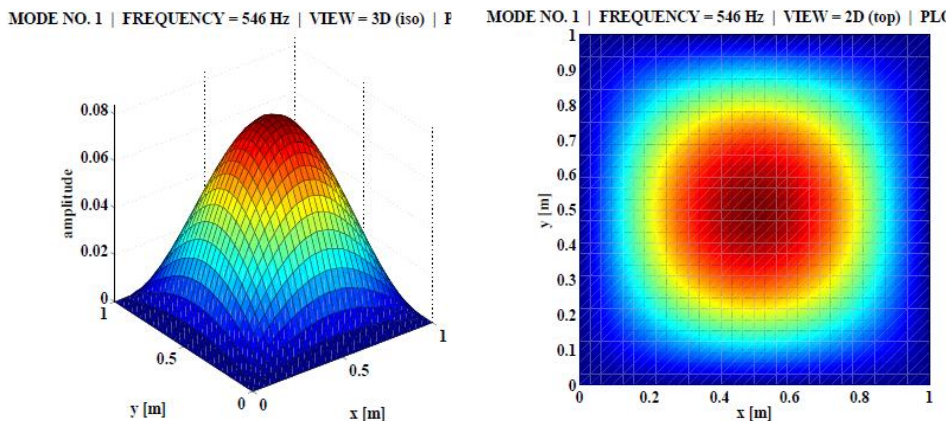 MODE NO. 1 | FREQUENCY = 546 Hz | VIEW = 3D (iso) |
0.08
0.06
0.04
0.02
0
amplitude
1
0.5
0
y [m]
0
0.5
1
x [m]
MODE NO. 1 | FREQUENCY = 546 Hz | VIEW = 2D (top) | PLO
1
0.9
0.8
0.7
0.6
0.5
0.4
0.3
0.2
0.1
0
y [m]
0 0.2 0.4 0.6 0.8 1
x [m]